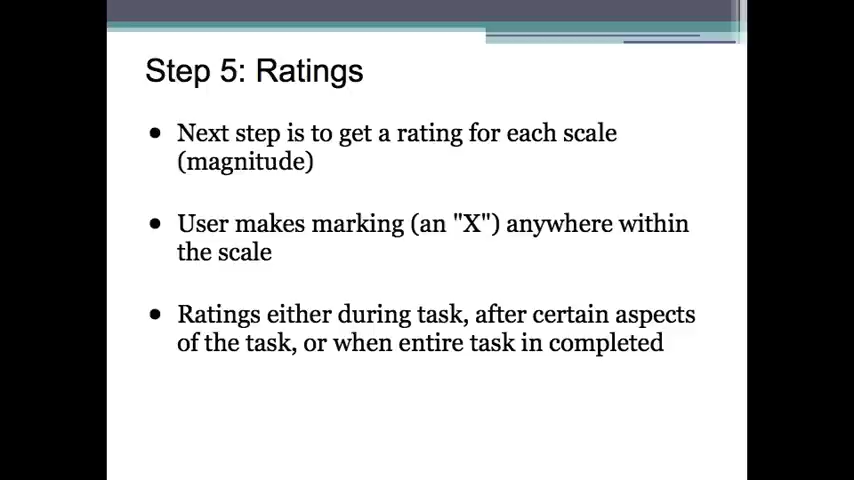 Step 5: Ratings
● Next step is to get a rating for each scale
(magnitude)
● User makes marking (an "X") anywhere within
the scale
● Ratings either during task, after certain aspects
of the task, or when entire task in completed